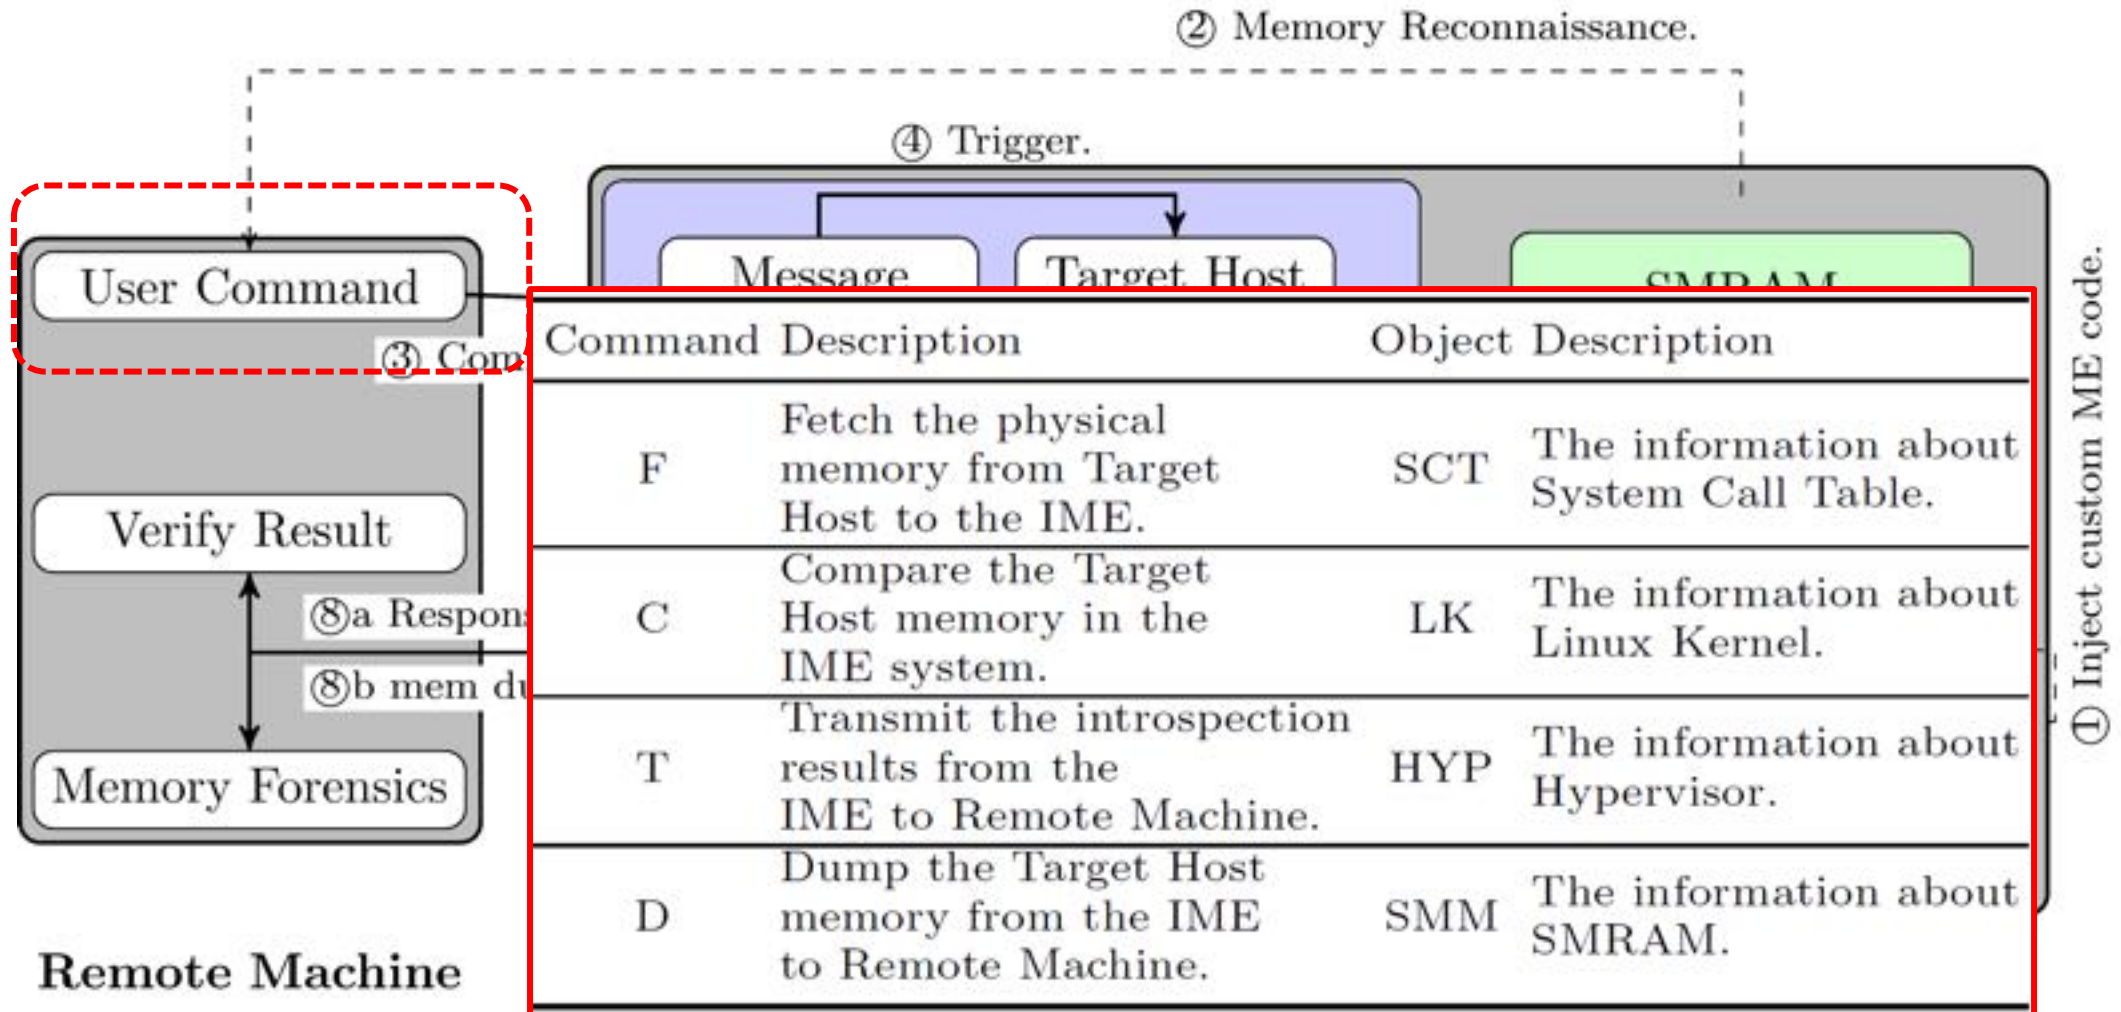 ② Memory Reconnaissance.
④ Trigger.
User Command
Message
Target Host
SMRAM
③
Verify Result
⑧a
⑧b mem
Memory Forensics
Remote Machine
① Inject custom ME code.
Command Description Object Description
F Fetch the physical
memory from Target
Host to the IME.
SCT The information about
System Call Table.
C Compare the Target
Host memory in the
IME system.
LK The information about
Linux Kernel.
T Transmit the introspection
results from the
IME to Remote Machine.
HYP The information about
Hypervisor.
D Dump the Target Host
memory from the IME
to Remote Machine.
SMM The information about
SMRAM.